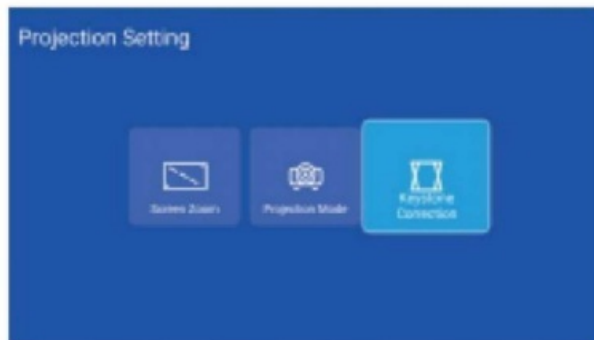 Projection Setting
Screen Zoom
Projection Mode
Keystone
Correction